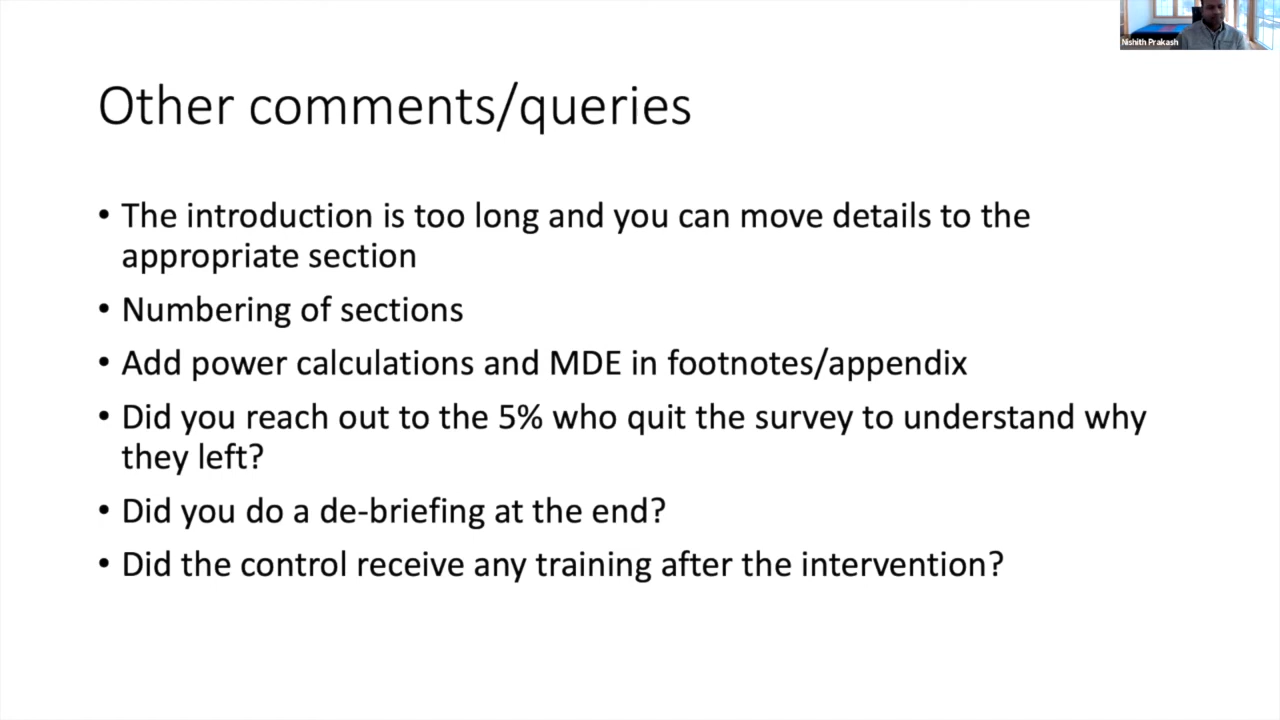 Nishith Prakash
Other comments/queries
• The introduction is too long and you can move details to the
appropriate section
• Numbering of sections
• Add power calculations and MDE in footnotes/appendix
• Did you reach out to the 5% who quit the survey to understand why
they left?
• Did you do a de-briefing at the end?
• Did the control receive any training after the intervention?